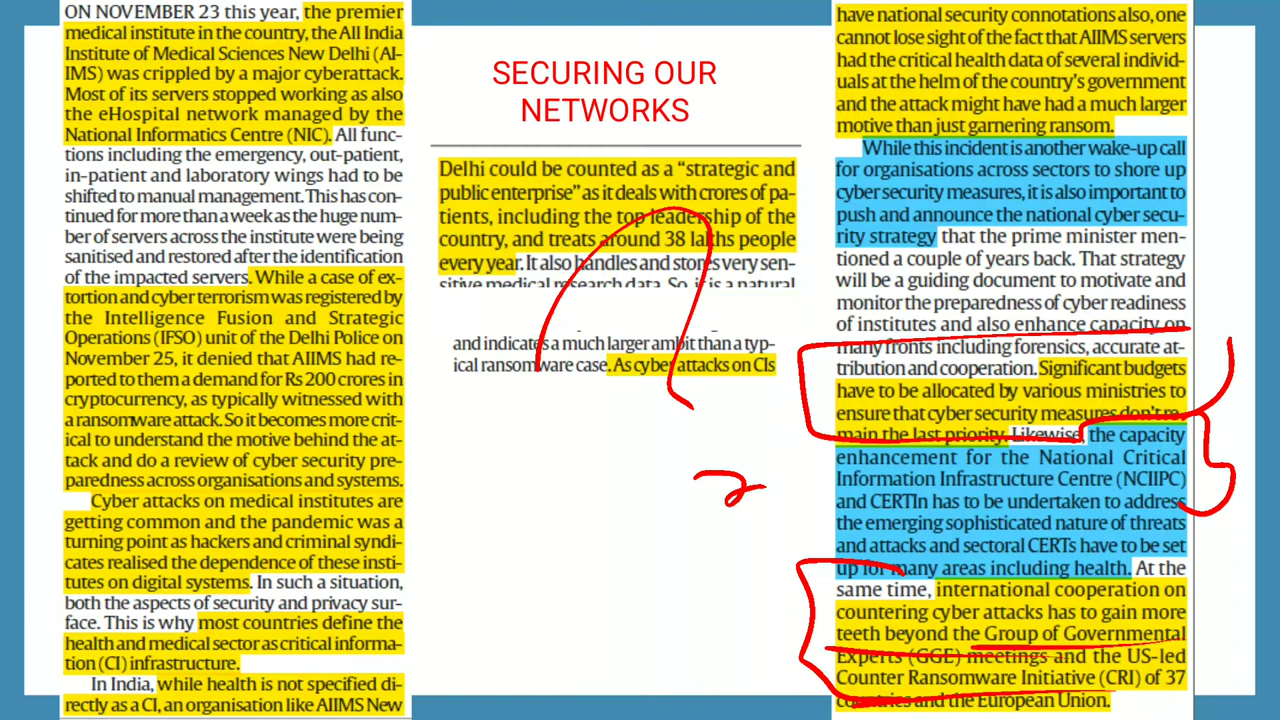 ON NOVEMBER 23 this year, the premier
medical institute in the country, the All India
Institute of Medical Sciences New Delhi (AI-
IMS) was crippled by a major cyberattack.
Most of its servers stopped working as also
the eHospital network managed by the
National Informatics Centre (NIC). All func-
tions including the emergency, out-patient,
in-patient and laboratory wings had to be
shifted to manual management. This has con-
tinued for more than a week as the huge num-
ber of servers across the institute were being
sanitised and restored after the identification
of the impacted servers. While a case of ex-
tortion and cyber terrorism was registered by
the Intelligence Fusion and Strategic
Operations (IFSO) unit of the Delhi Police on
November 25, it denied that AIIMS had re-
ported to them a demand for Rs 200 crores in
cryptocurrency, as typically witnessed with
a ransomware attack. So it becomes more crit-
ical to understand the motive behind the at-
tack and do a review of cyber security pre-
paredness across organisations and systems.
Cyber attacks on medical institutes are
getting common and the pandemic was a
turning point as hackers and criminal syndi-
cates realised the dependence of these insti-
tutes on digital systems. In such a situation,
both the aspects of security and privacy sur-
face. This is why most countries define the
health and medical sector as critical informa-
tion (CI) infrastructure.
In India, while health is not specified di-
rectly as a CI, an organisation like AIIMS New
SECURING OUR
NETWORKS
Delhi could be counted as a “strategic and
public enterprise” as it deals with crores of pa-
tients, including the top leadership of the
country, and treats around 38 lakhs people
every year. It also handles and stores very sen-
sitive medical research data. So, it is a natural
and indicates a much larger ambit than a typ-
ical ransomware case. As cyber attacks on CIs
have national security connotations also, one
cannot lose sight of the fact that AIIMS servers
had the critical health data of several individ-
uals at the helm of the country's government
and the attack might have had a much larger
motive than just garnering ransom.
While this incident is another wake-up call
for organisations across sectors to shore up
cyber security measures, it is also important to
push and announce the national cyber secu-
rity strategy that the prime minister men-
tioned a couple of years back. That strategy
will be a guiding document to motivate and
monitor the preparedness of cyber readiness
of institutes and also enhance capacity on
many fronts including forensics, accurate at-
tribution and cooperation. Significant budgets
have to be allocated by various ministries to
ensure that cyber security measures don't re-
main the last priority. Likewise, the capacity
enhancement for the National Critical
Information Infrastructure Centre (NCIIPC)
and CERTIn has to be undertaken to address
the emerging sophisticated nature of threats
and attacks and sectoral CERTs have to be set
up for many areas including health. At the
same time, international cooperation on
countering cyber attacks has to gain more
teeth beyond the Group of Governmental
Experts (GGE) meetings and the US-led
Counter Ransomware Initiative (CRI) of 37
countries and the European Union.